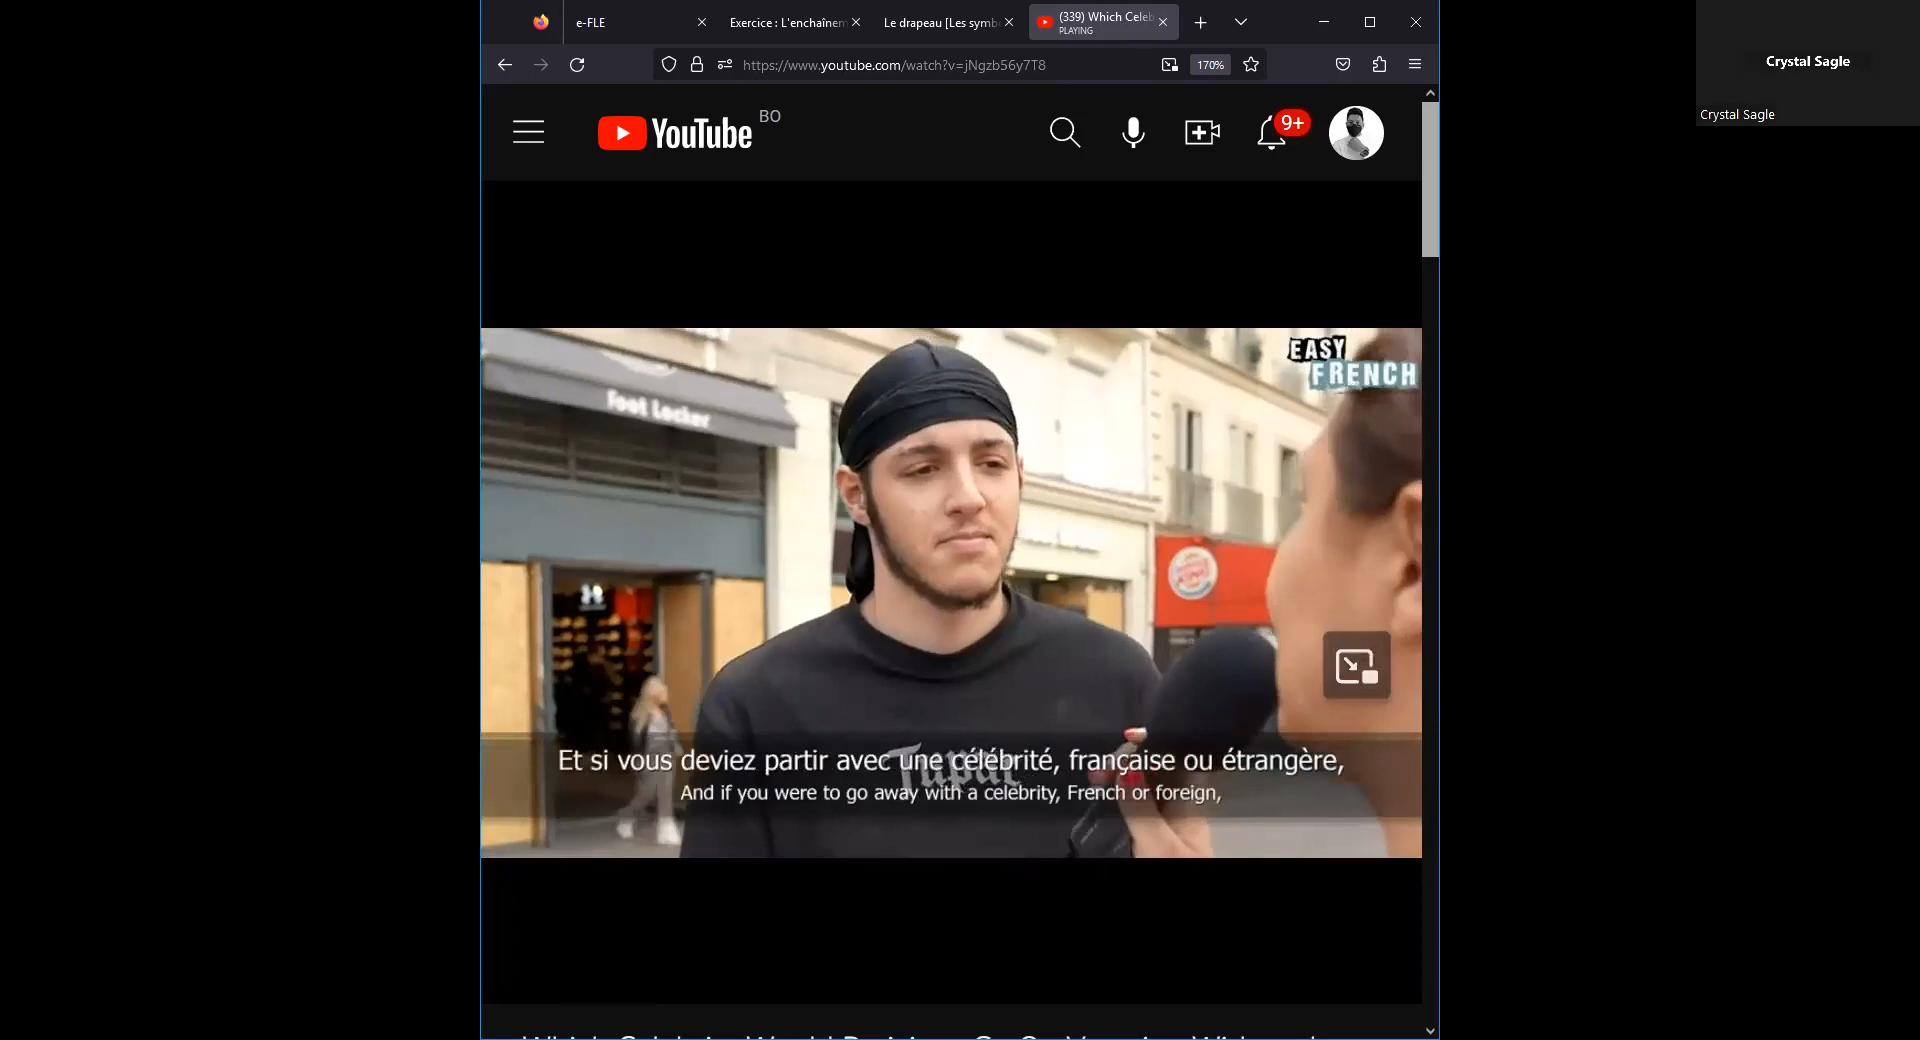 e-FLE
Exercice : L'enchaînem
Le drapeau [Les symb
(339) Which Celeb
PLAYING
https://www.youtube.com/watch?v=jNgzb56y7T8
170%
Crystal Sagle
Crystal Sagle
YouTube
BO
9+
EASY
FRENCH
Foot Locker
Et si vous deviez partir avec une célébrité, française ou étrangère,
And if you were to go away with a celebrity, French or foreign,